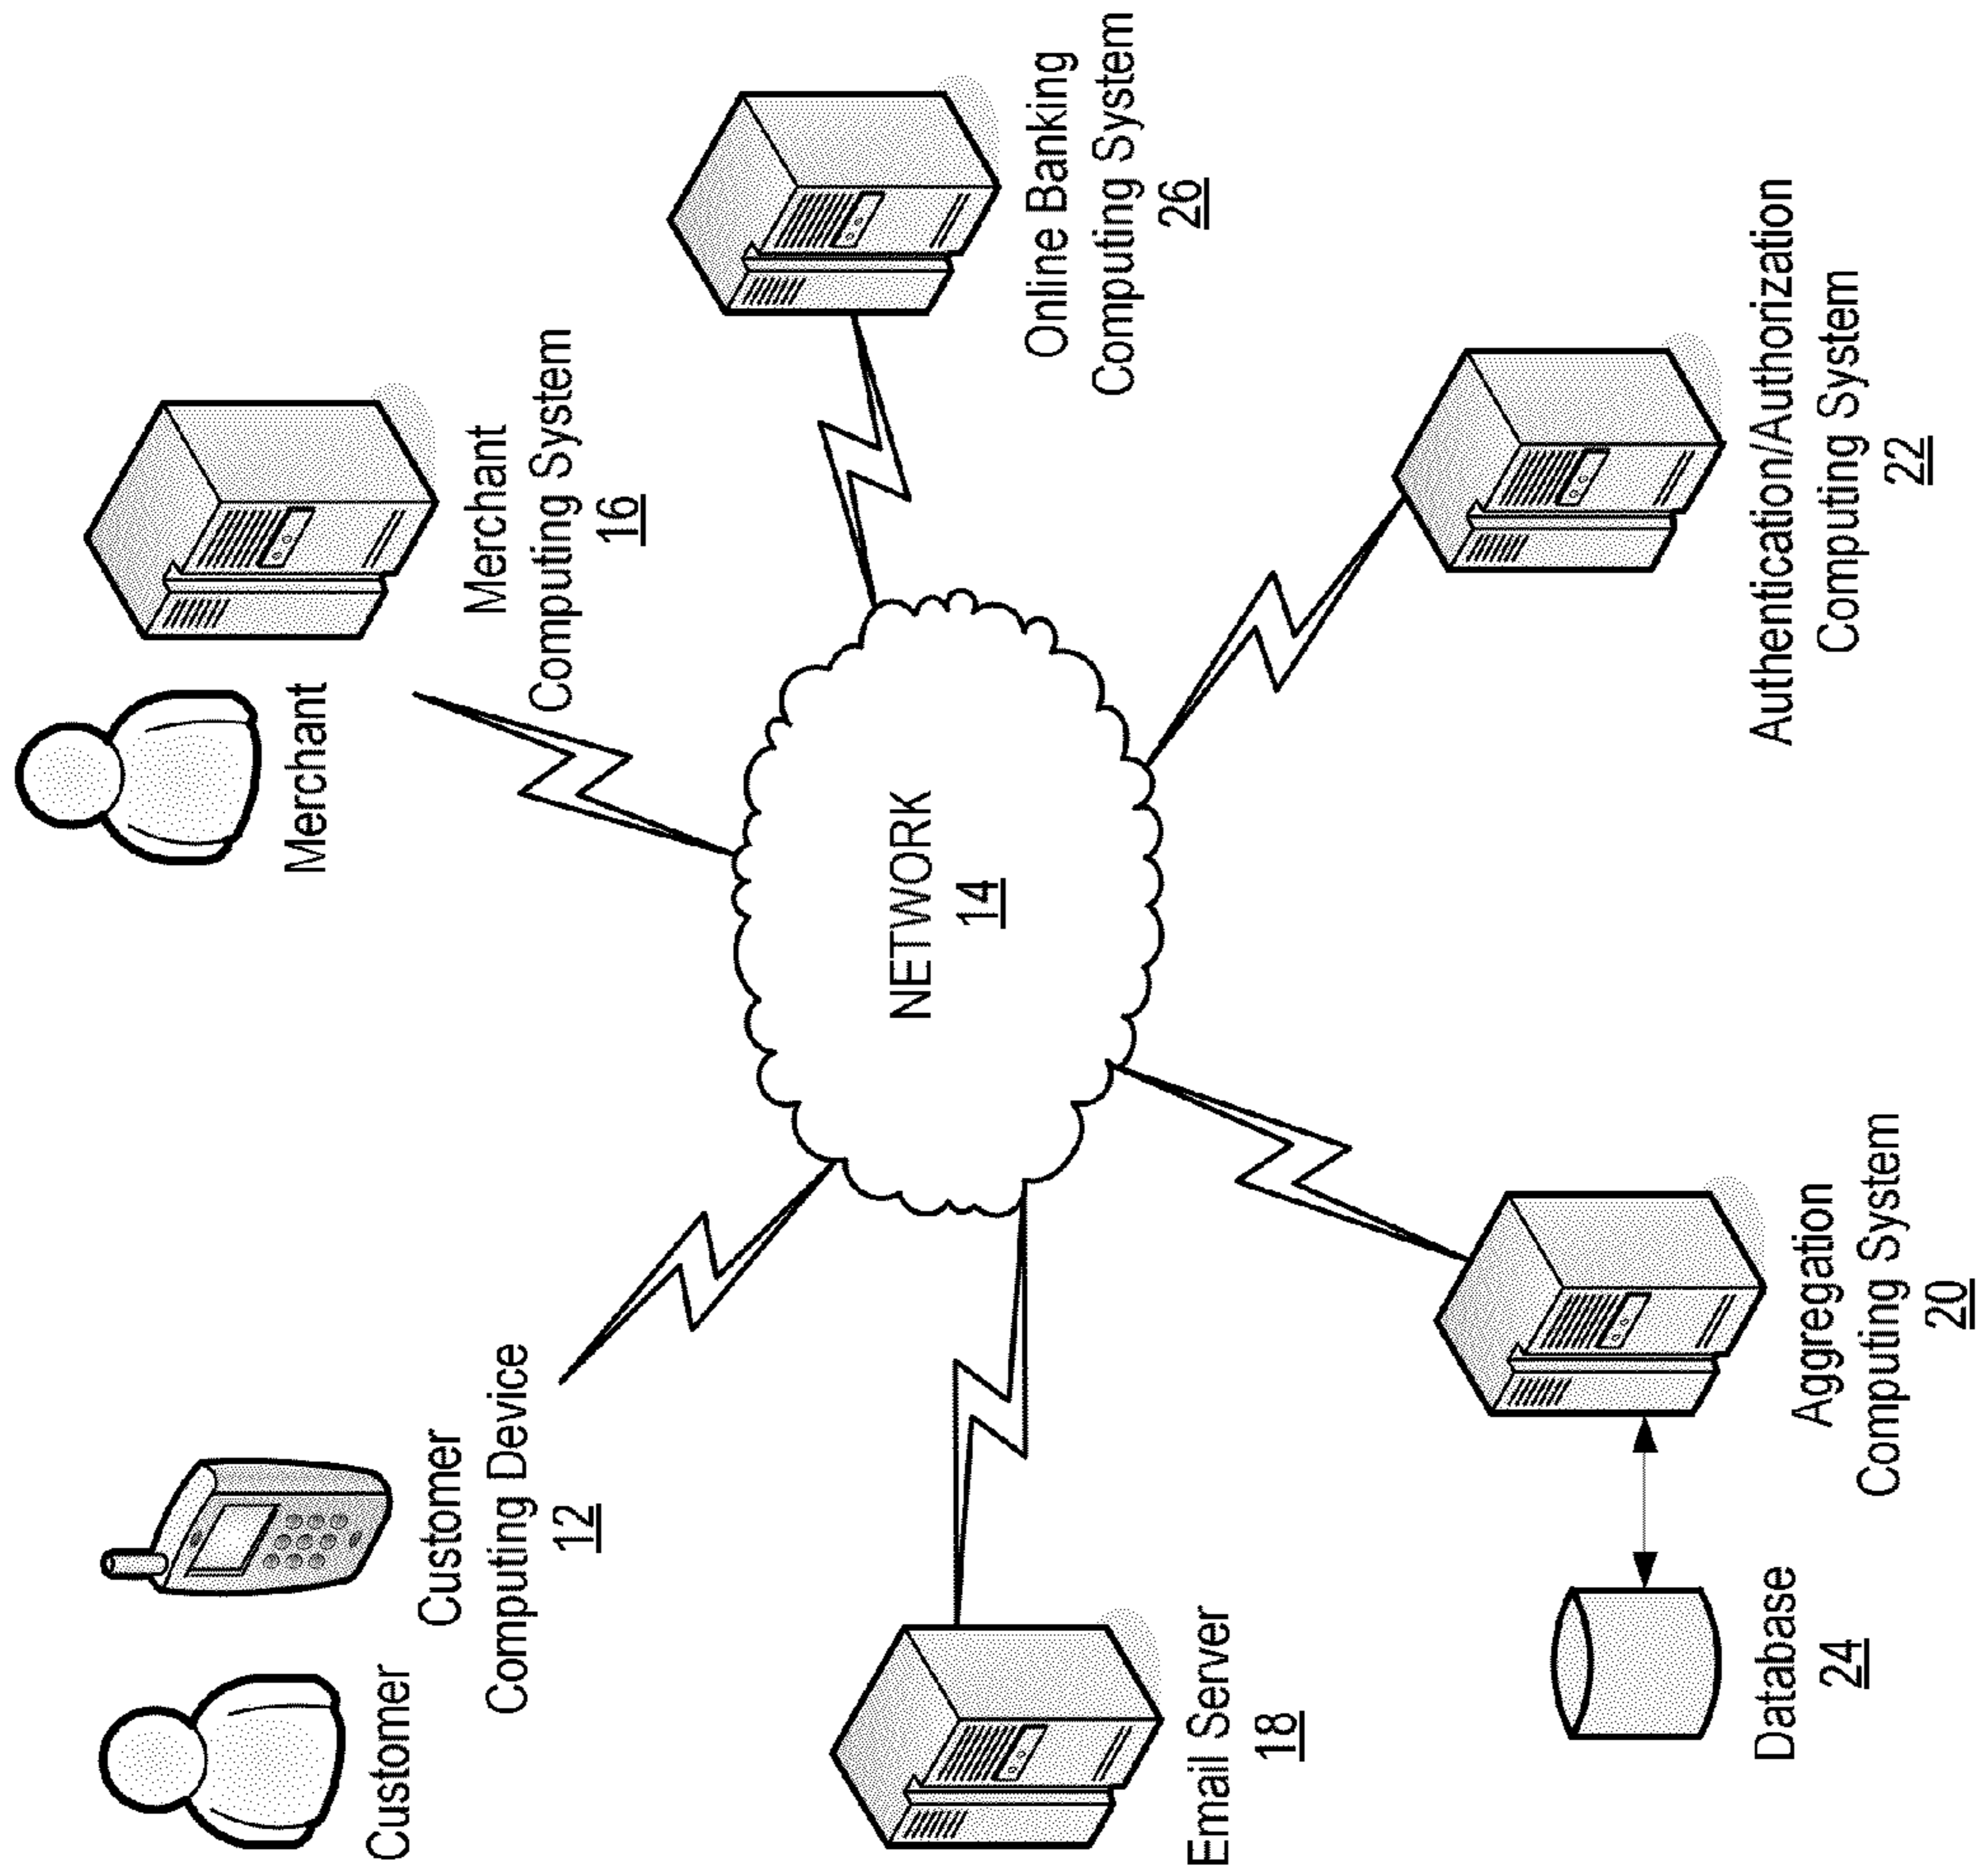 Customer
Customer
Computing Device
12
Merchant
Merchant
Computing System
16
Email Server
18
NETWORK
14
Online Banking
Computing System
26
Database
24
Aggregation
Computing System
20
Authentication/Authorization
Computing System
22